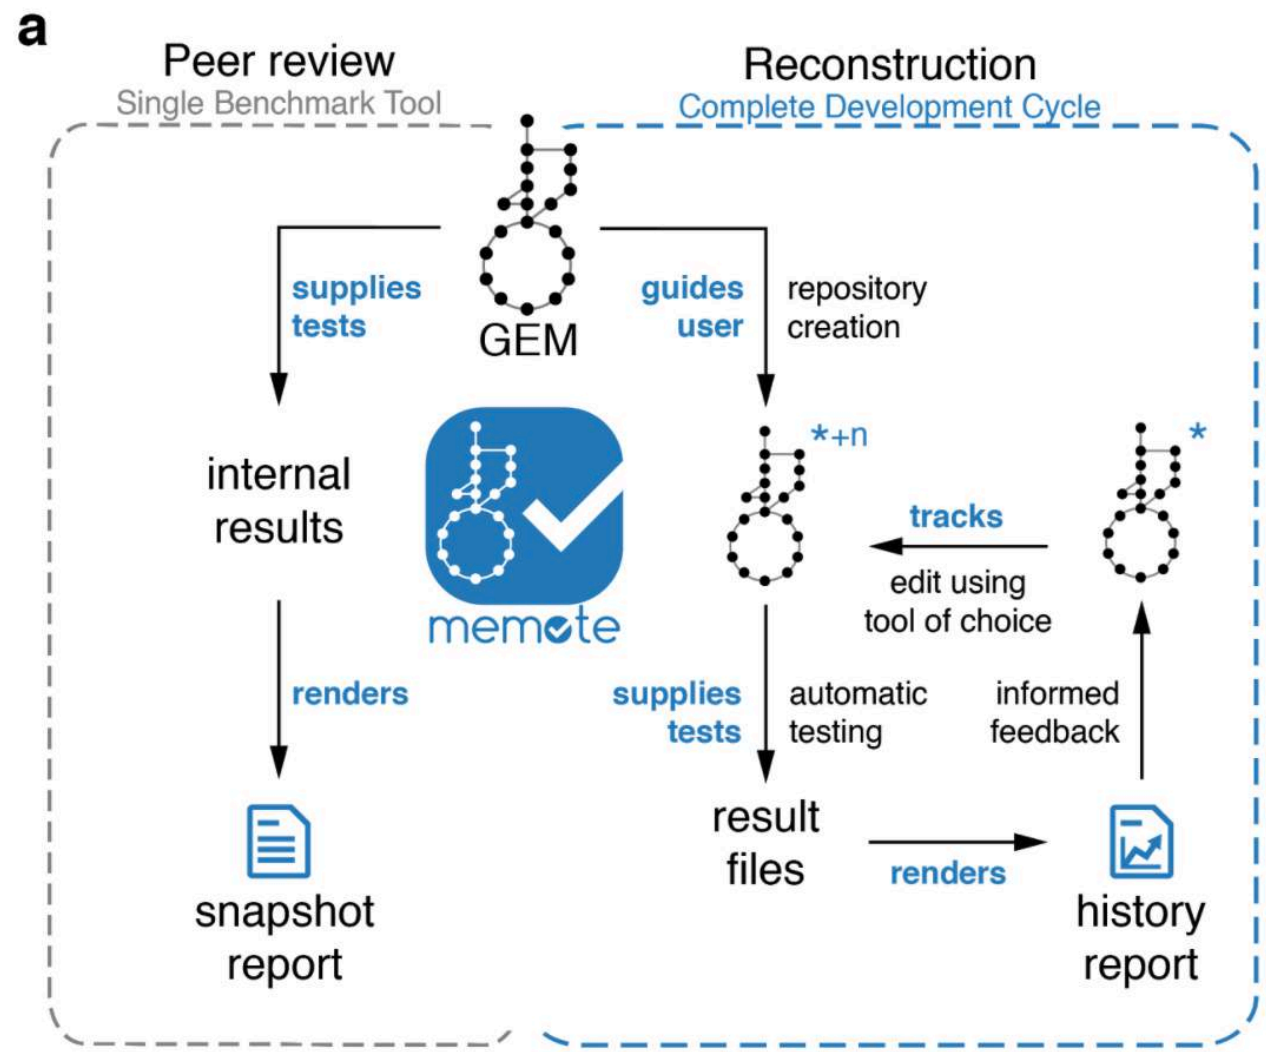 a
Peer review
Single Benchmark Tool
Reconstruction
Complete Development Cycle
GEM
supplies
tests
guides
user
repository
creation
internal
results
memote
*+n
*
tracks
edit using
tool of choice
renders
supplies
tests
automatic
testing
informed
feedback
snapshot
report
result
files
renders
history
report